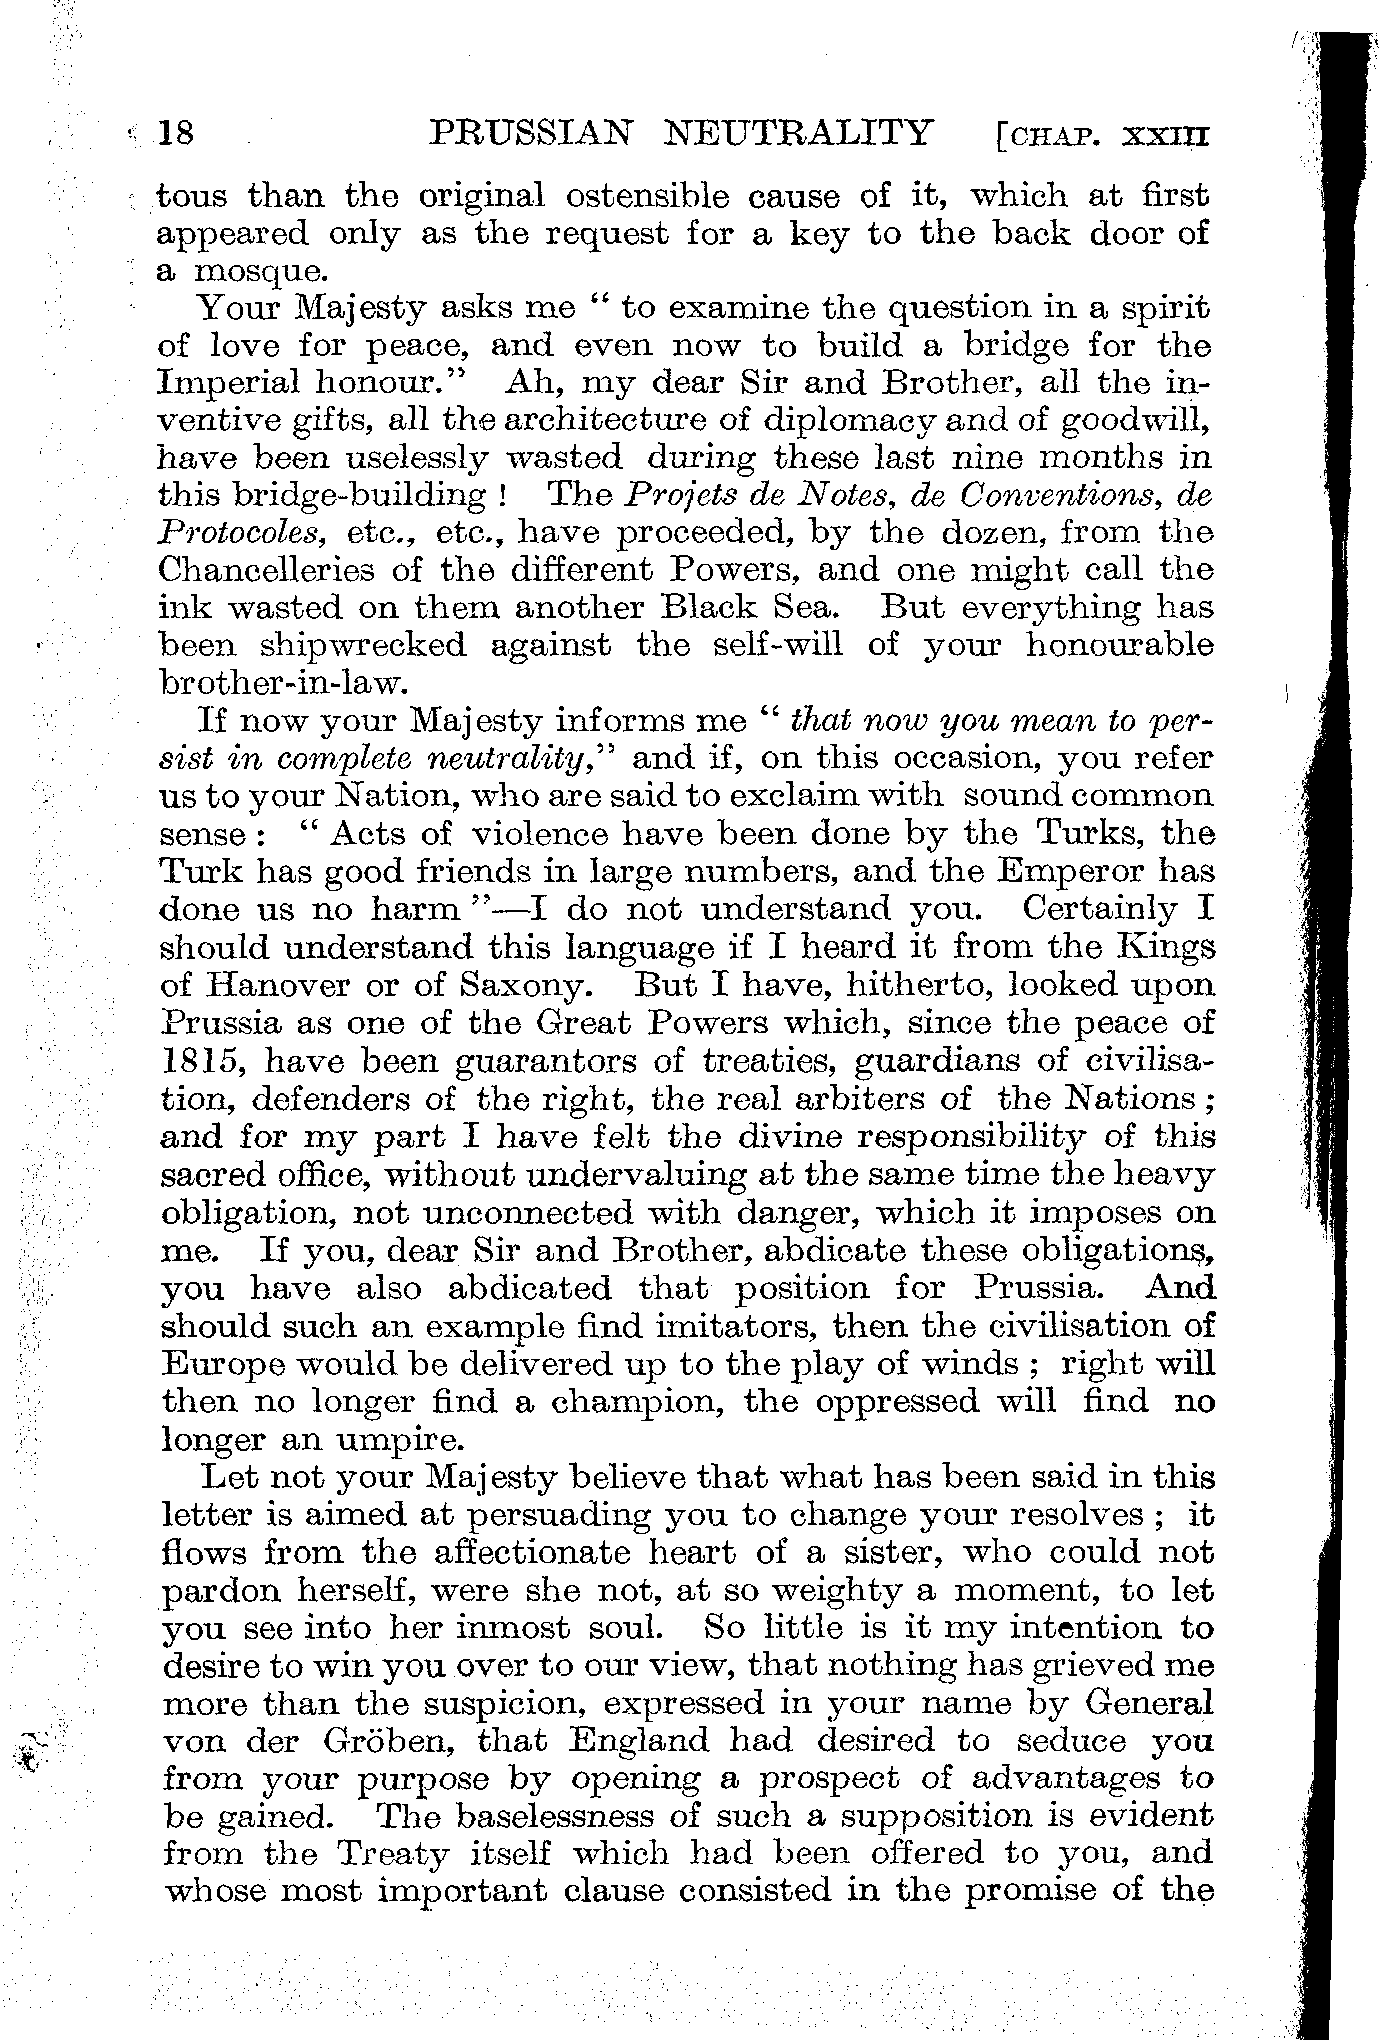 18 PRUSSIAN NEUTRALITY [CHAP. XXIII
tous than the original ostensible cause of it, which at first
appeared only as the request for a key to the back door of
a mosque.
Your Majesty asks me “ to examine the question in a spirit
of love for peace, and even now to build a bridge for the
Imperial honour.” Ah, my dear Sir and Brother, all the in-
ventive gifts, all the architecture of diplomacy and of goodwill,
have been uselessly wasted during these last nine months in
this bridge-building ! The Projets de Notes, de Conventions, de
Protocoles, etc., etc., have proceeded, by the dozen, from the
Chancelleries of the different Powers, and one might call the
ink wasted on them another Black Sea. But everything has
been shipwrecked against the self-will of your honourable
brother-in-law.
If now your Majesty informs me “ that now you mean to per-
sist in complete neutrality,” and if, on this occasion, you refer
us to your Nation, who are said to exclaim with sound common
sense : “ Acts of violence have been done by the Turks, the
Turk has good friends in large numbers, and the Emperor has
done us no harm ”—I do not understand you. Certainly I
should understand this language if I heard it from the Kings
of Hanover or of Saxony. But I have, hitherto, looked upon
Prussia as one of the Great Powers which, since the peace of
1815, have been guarantors of treaties, guardians of civilisa-
tion, defenders of the right, the real arbiters of the Nations ;
and for my part I have felt the divine responsibility of this
sacred office, without undervaluing at the same time the heavy
obligation, not unconnected with danger, which it imposes on
me. If you, dear Sir and Brother, abdicate these obligations,
you have also abdicated that position for Prussia. And
should such an example find imitators, then the civilisation of
Europe would be delivered up to the play of winds ; right will
then no longer find a champion, the oppressed will find no
longer an umpire.
Let not your Majesty believe that what has been said in this
letter is aimed at persuading you to change your resolves ; it
flows from the affectionate heart of a sister, who could not
pardon herself, were she not, at so weighty a moment, to let
you see into her inmost soul. So little is it my intention to
desire to win you over to our view, that nothing has grieved me
more than the suspicion, expressed in your name by General
von der Gröben, that England had desired to seduce you
from your purpose by opening a prospect of advantages to
be gained. The baselessness of such a supposition is evident
from the Treaty itself which had been offered to you, and
whose most important clause consisted in the promise of the